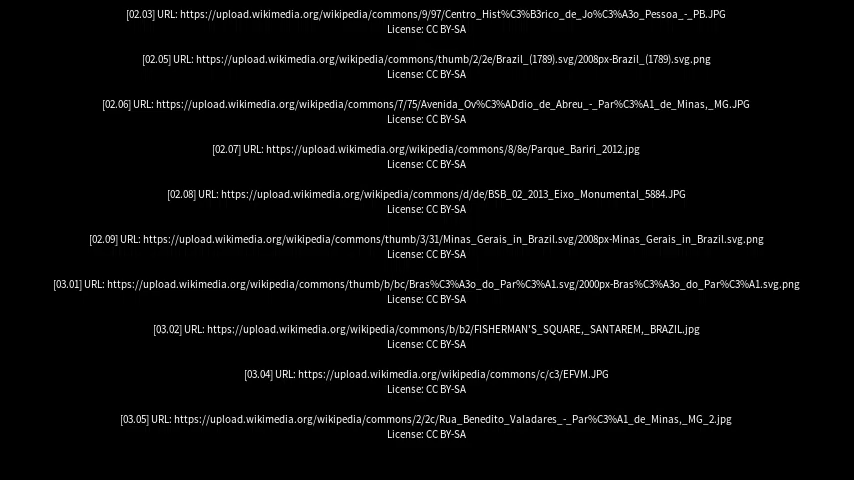 [02.03] URL: https://upload.wikimedia.org/wikipedia/commons/9/97/Centro_Hist%C3%B3rico_de_Jo%C3%A3o_Pessoa_-_PB.JPG
License: CC BY-SA
[02.05] URL: https://upload.wikimedia.org/wikipedia/commons/thumb/2/2e/Brazil_(1789).svg/2008px-Brazil_(1789).svg.png
License: CC BY-SA
[02.06] URL: https://upload.wikimedia.org/wikipedia/commons/7/75/Avenida_Ov%C3%ADdio_de_Abreu_-_Par%C3%A1_de_Minas,_MG.JPG
License: CC BY-SA
[02.07] URL: https://upload.wikimedia.org/wikipedia/commons/8/8e/Parque_Bariri_2012.jpg
License: CC BY-SA
[02.08] URL: https://upload.wikimedia.org/wikipedia/commons/d/de/BSB_02_2013_Eixo_Monumental_5884.JPG
License: CC BY-SA
[02.09] URL: https://upload.wikimedia.org/wikipedia/commons/thumb/3/31/Minas_Gerais_in_Brazil.svg/2008px-Minas_Gerais_in_Brazil.svg.png
License: CC BY-SA
[03.01] URL: https://upload.wikimedia.org/wikipedia/commons/thumb/b/bc/Bras%C3%A3o_do_Par%C3%A1.svg/2000px-Bras%C3%A3o_do_Par%C3%A1.svg.png
License: CC BY-SA
[03.02] URL: https://upload.wikimedia.org/wikipedia/commons/b/b2/FISHERMAN'S_SQUARE,_SANTAREM,_BRAZIL.jpg
License: CC BY-SA
[03.04] URL: https://upload.wikimedia.org/wikipedia/commons/c/c3/EFVM.JPG
License: CC BY-SA
[03.05] URL: https://upload.wikimedia.org/wikipedia/commons/2/2c/Rua_Benedito_Valadares_-_Par%C3%A1_de_Minas,_MG_2.jpg
License: CC BY-SA